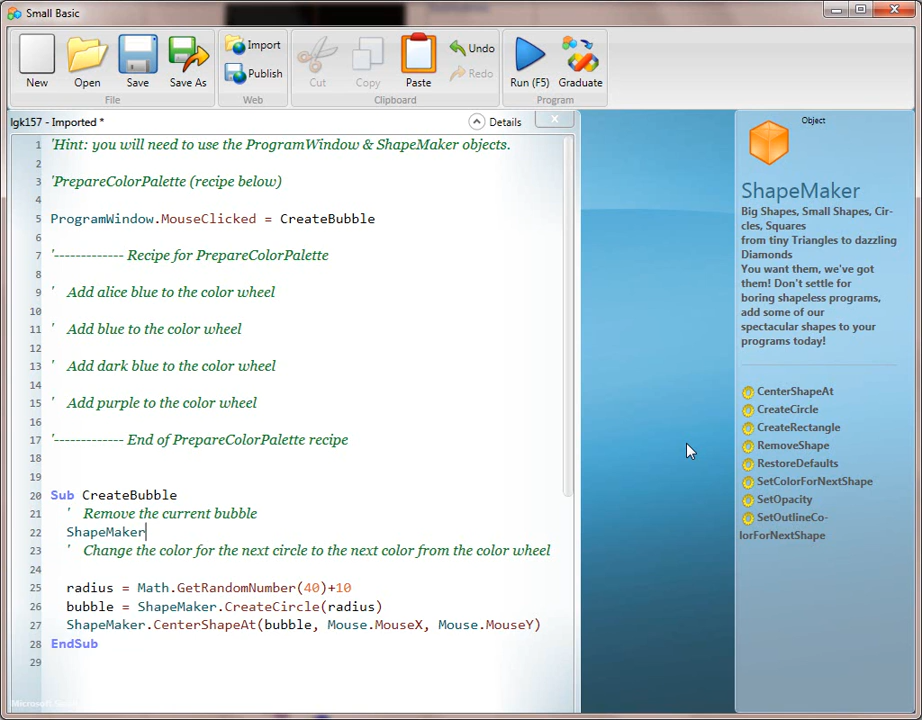 Small Basic
New
Open
Save
Save As
Import
Publish
Cut
Copy
Paste
Undo
Redo
Run (F5)
Graduate
File
Web
Clipboard
Program
lgk157 - Imported *
Details
1 'Hint: you will need to use the ProgramWindow & ShapeMaker objects.
2
3 'PrepareColorPalette (recipe below)
4
5 ProgramWindow.MouseClicked = CreateBubble
6
7 '------------- Recipe for PrepareColorPalette
8
9 ' Add alice blue to the color wheel
10
11 ' Add blue to the color wheel
12
13 ' Add dark blue to the color wheel
14
15 ' Add purple to the color wheel
16
17 '------------- End of PrepareColorPalette recipe
18
19
20 Sub CreateBubble
21 ' Remove the current bubble
22 ShapeMaker
23 ' Change the color for the next circle to the next color from the color wheel
24
25 radius = Math.GetRandomNumber(40)+10
26 bubble = ShapeMaker.CreateCircle(radius)
27 ShapeMaker.CenterShapeAt(bubble, Mouse.MouseX, Mouse.MouseY)
28 EndSub
29
Object
ShapeMaker
Big Shapes, Small Shapes, Cir-
cles, Squares
from tiny Triangles to dazzling
Diamonds
You want them, we've got
them! Don't settle for
boring shapeless programs,
add some of our
spectacular shapes to your
programs today!
CenterShapeAt
CreateCircle
CreateRectangle
RemoveShape
RestoreDefaults
SetColorForNextShape
SetOpacity
SetOutlineCo-
lorForNextShape